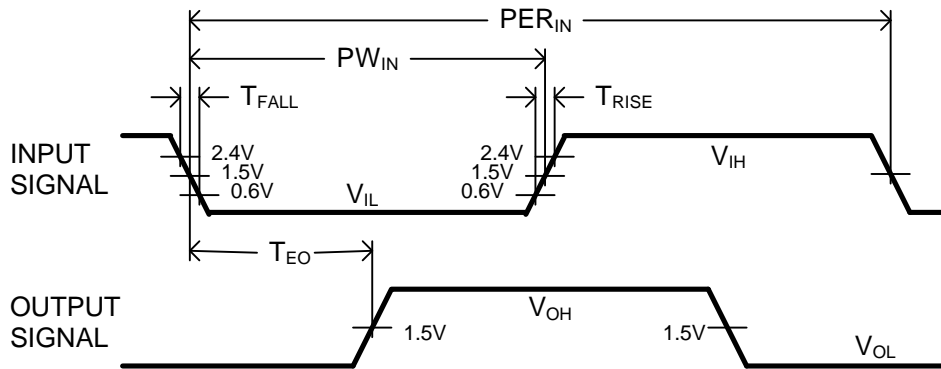 PER_IN
PW_IN
T_FALL
T_RISE
INPUT
SIGNAL
2.4V
1.5V
0.6V
V_IL
2.4V
1.5V
0.6V
V_IH
T_EO
OUTPUT
SIGNAL
1.5V
V_OH
1.5V
V_OL